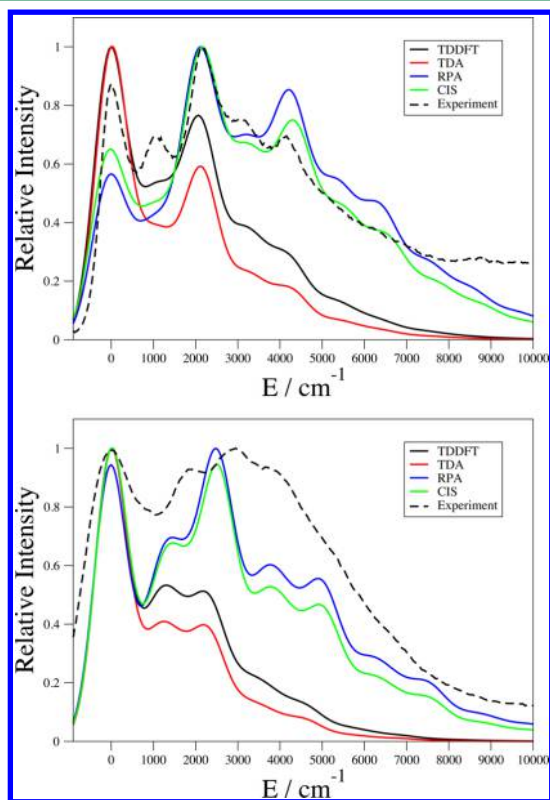 1
0.8
0.6
0.4
0.2
0
Relative Intensity
TDDFT
TDA
RPA
CIS
Experiment
0 1000 2000 3000 4000 5000 6000 7000 8000 9000 10000
E / cm-1
1
0.8
0.6
0.4
0.2
0
Relative Intensity
TDDFT
TDA
RPA
CIS
Experiment
0 1000 2000 3000 4000 5000 6000 7000 8000 9000 10000
E / cm-1